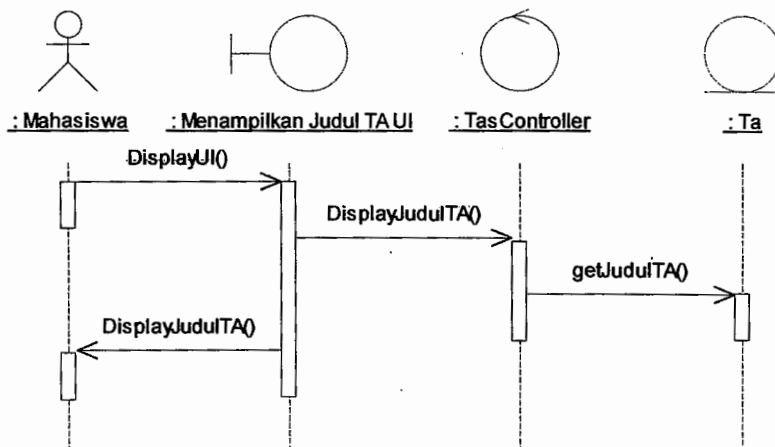 : Mahasiswa
: Menampilkan Judul TA UI
: TasController
: Ta
DisplayUI()
DisplayJudulTA()
getJudulTA()
DisplayJudulTA()